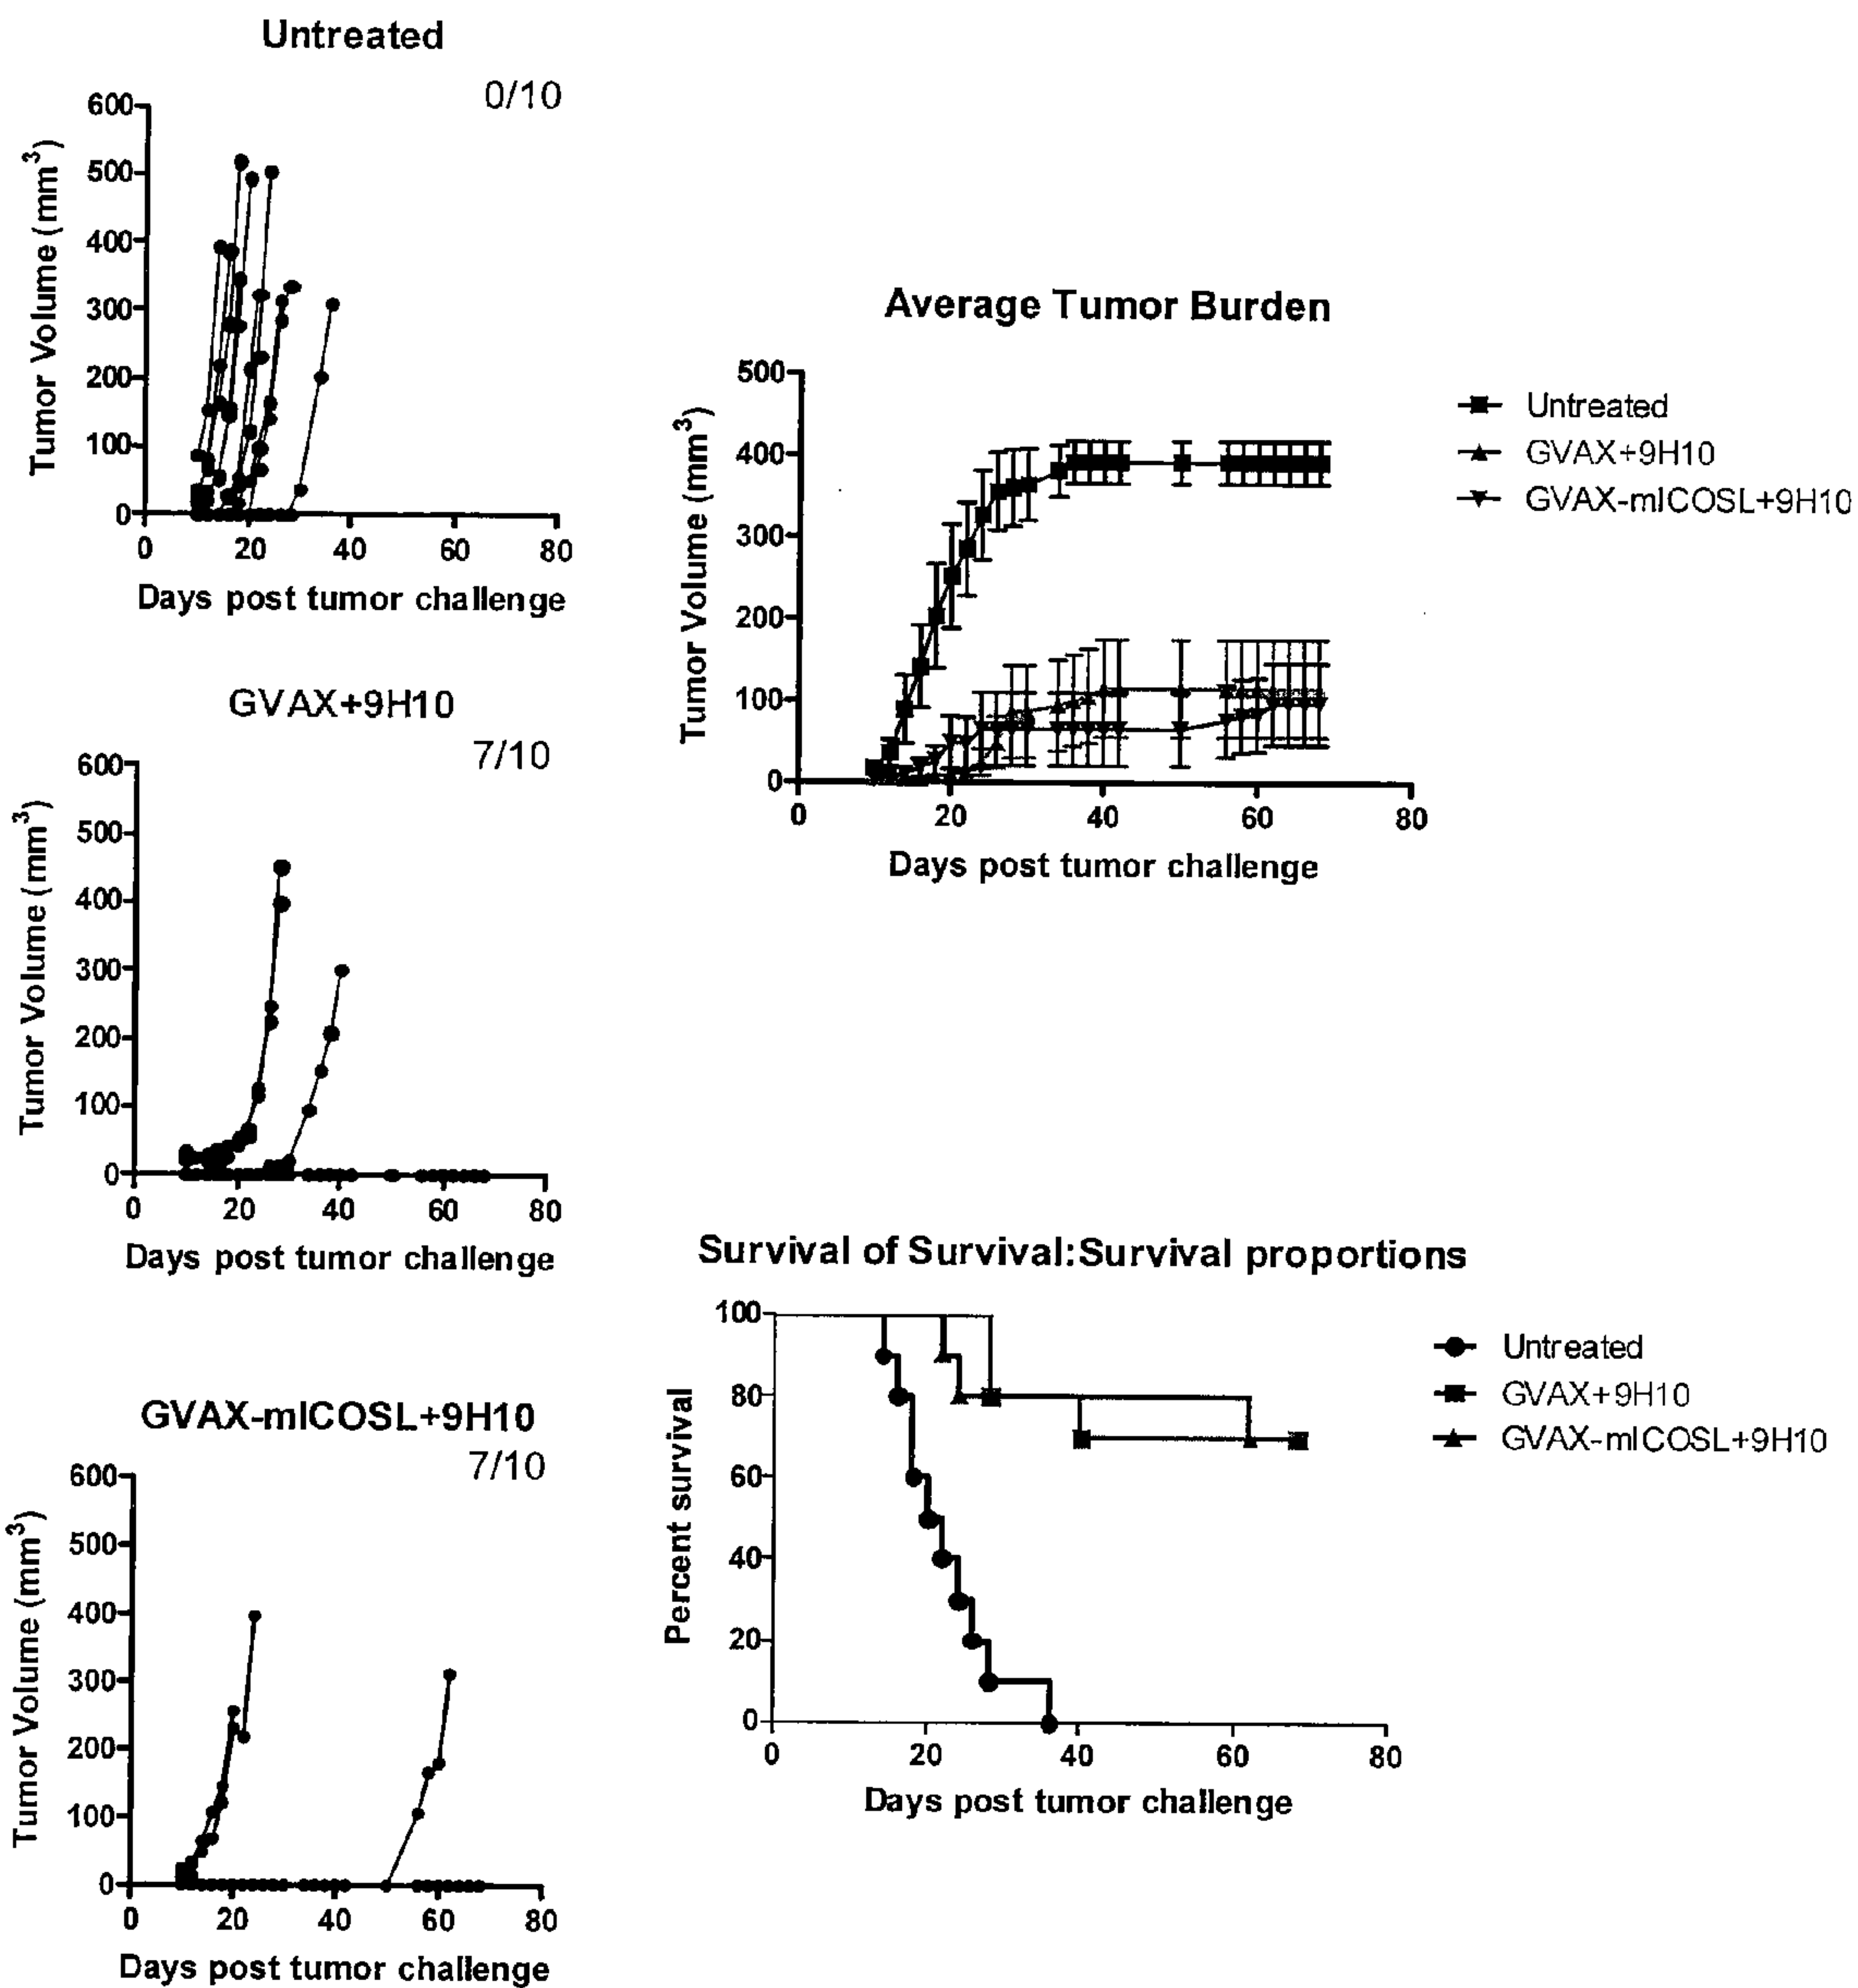 Untreated
0/10
600
500
400
300
200
100
0
0 20 40 60 80
Tumor Volume (mm³)
Days post tumor challenge
GVAX+9H10
7/10
600
500
400
300
200
100
0
0 20 40 60 80
Tumor Volume (mm³)
Days post tumor challenge
GVAX-mICOSL+9H10
7/10
600
500
400
300
200
100
0
0 20 40 60 80
Tumor Volume (mm³)
Days post tumor challenge
Average Tumor Burden
500
400
300
200
100
0
0 20 40 60 80
Tumor Volume (mm³)
Days post tumor challenge
Untreated
GVAX+9H10
GVAX-mICOSL+9H10
Survival of Survival:Survival proportions
100
80
60
40
20
0
0 20 40 60 80
Percent survival
Days post tumor challenge
Untreated
GVAX+9H10
GVAX-mICOSL+9H10